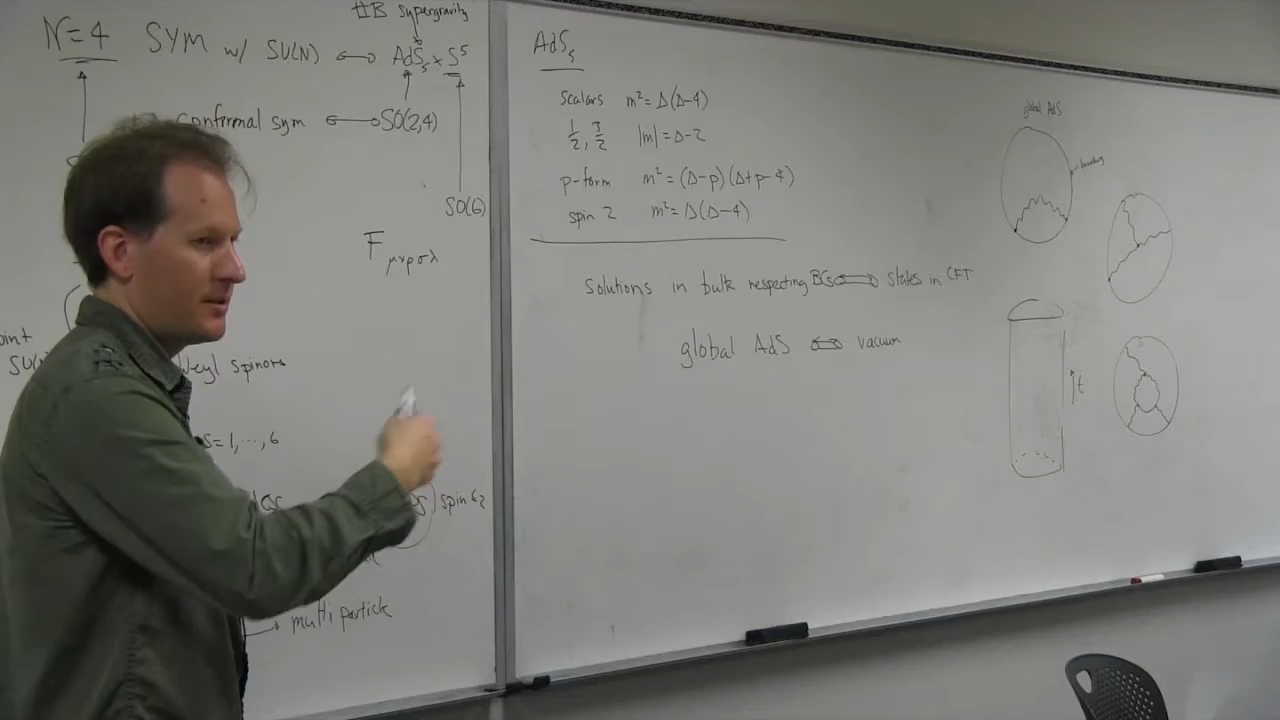 IIB supergravity
N=4 SYM w/ SU(N) ↔ AdS₅ × S⁵
conformal sym ↔ SO(2,4)
SO(6)
F_μνρσλ
Weyl spinors
=1,⋯,6
spin ≤ 2
multi particle
AdS₅
scalars m²=Δ(Δ-4)
1/2, 3/2 |m|=Δ-2
p-form m²=(Δ-p)(Δ+p-4)
spin 2 m²=Δ(Δ-4)
Solutions in bulk respecting BCs ↔ states in CFT
global AdS ↔ vacuum
global AdS
boundary
t